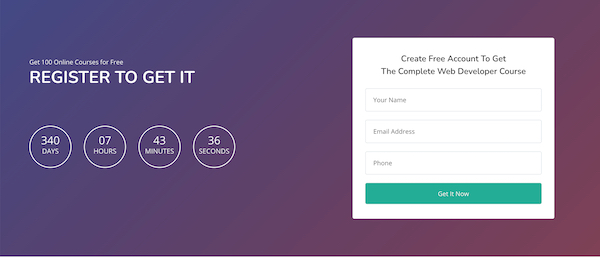 Get 100 Online Courses for Free
REGISTER TO GET IT
340
DAYS
07
HOURS
43
MINUTES
36
SECONDS
Create Free Account To Get
The Complete Web Developer Course
Your Name
Email Address
Phone
Get It Now